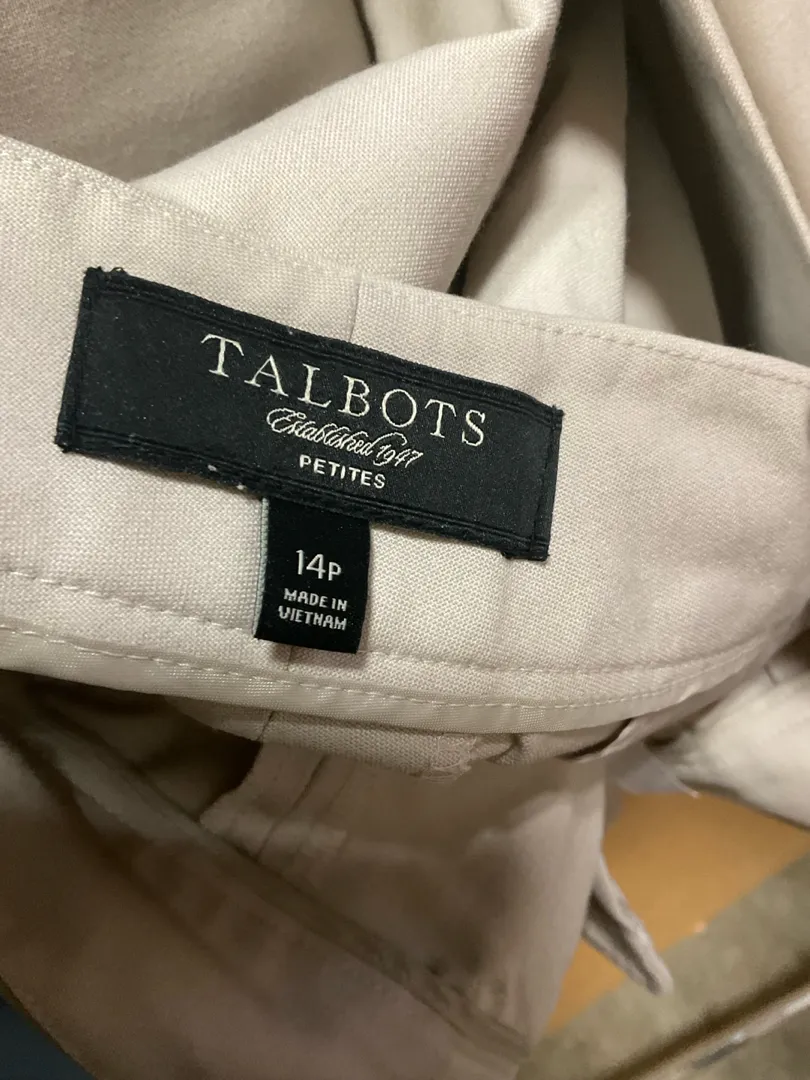 TALBOTS
Established 1947
PETITES
14P
MADE IN
VIETNAM